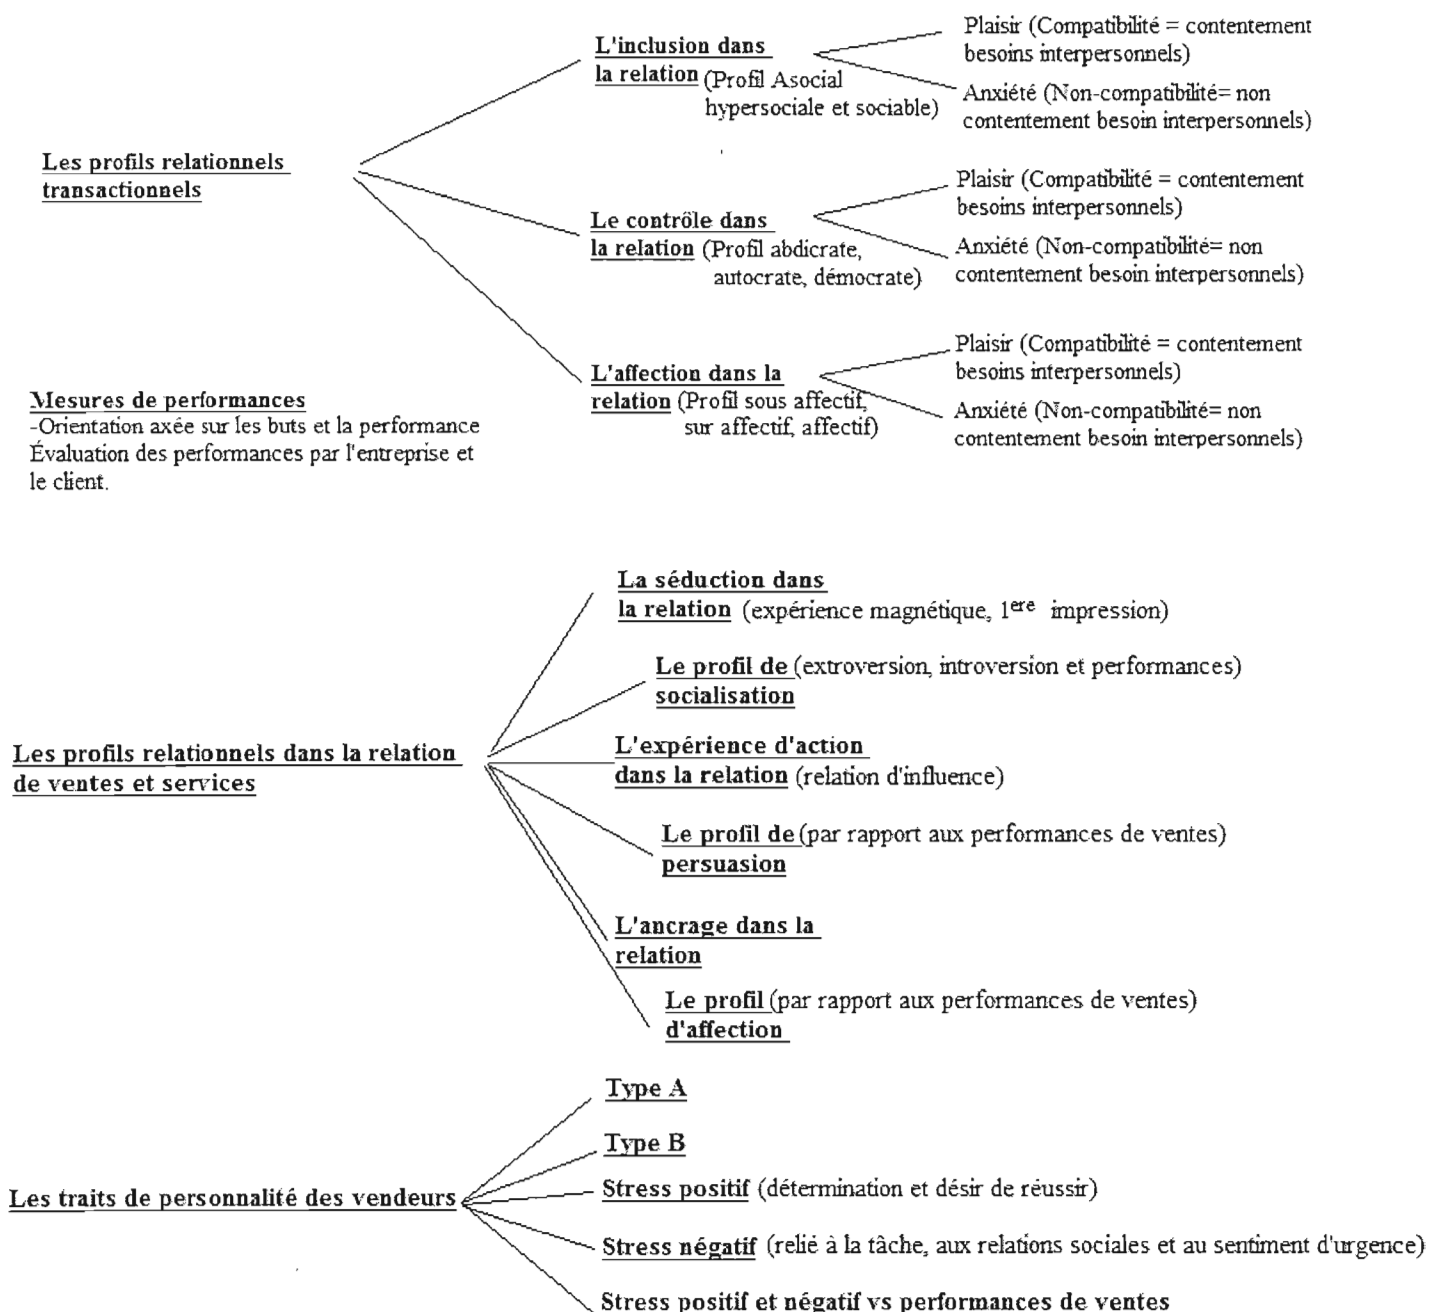 L'inclusion dans
la relation (Profil Asocial
hypersociale et sociable)
Plaisir (Compatibilité = contentement
besoins interpersonnels)
Anxiété (Non-compatibilité= non
contentement besoin interpersonnels)
Les profils relationnels
transactionnels
Le contrôle dans
la relation (Profil abdicrate,
autocrate, démocrate)
Plaisir (Compatibilité = contentement
besoins interpersonnels)
Anxiété (Non-compatibilité= non
contentement besoin interpersonnels)
L'affection dans la
relation (Profil sous affectif,
sur affectif, affectif)
Plaisir (Compatibilité = contentement
besoins interpersonnels)
Anxiété (Non-compatibilité= non
contentement besoin interpersonnels)
Mesures de performances
-Orientation axée sur les buts et la performance
Évaluation des performances par l'entreprise et
le client.
La séduction dans
la relation (expérience magnétique, 1ere impression)
Le profil de (extroversion, introversion et performances)
socialisation
Les profils relationnels dans la relation
de ventes et services
L'expérience d'action
dans la relation (relation d'influence)
Le profil de (par rapport aux performances de ventes)
persuasion
L'ancrage dans la
relation
Le profil (par rapport aux performances de ventes)
d'affection
Type A
Type B
Les traits de personnalité des vendeurs
Stress positif (détermination et désir de réussir)
Stress négatif (relié à la tâche, aux relations sociales et au sentiment d'urgence)
Stress positif et négatif vs performances de ventes